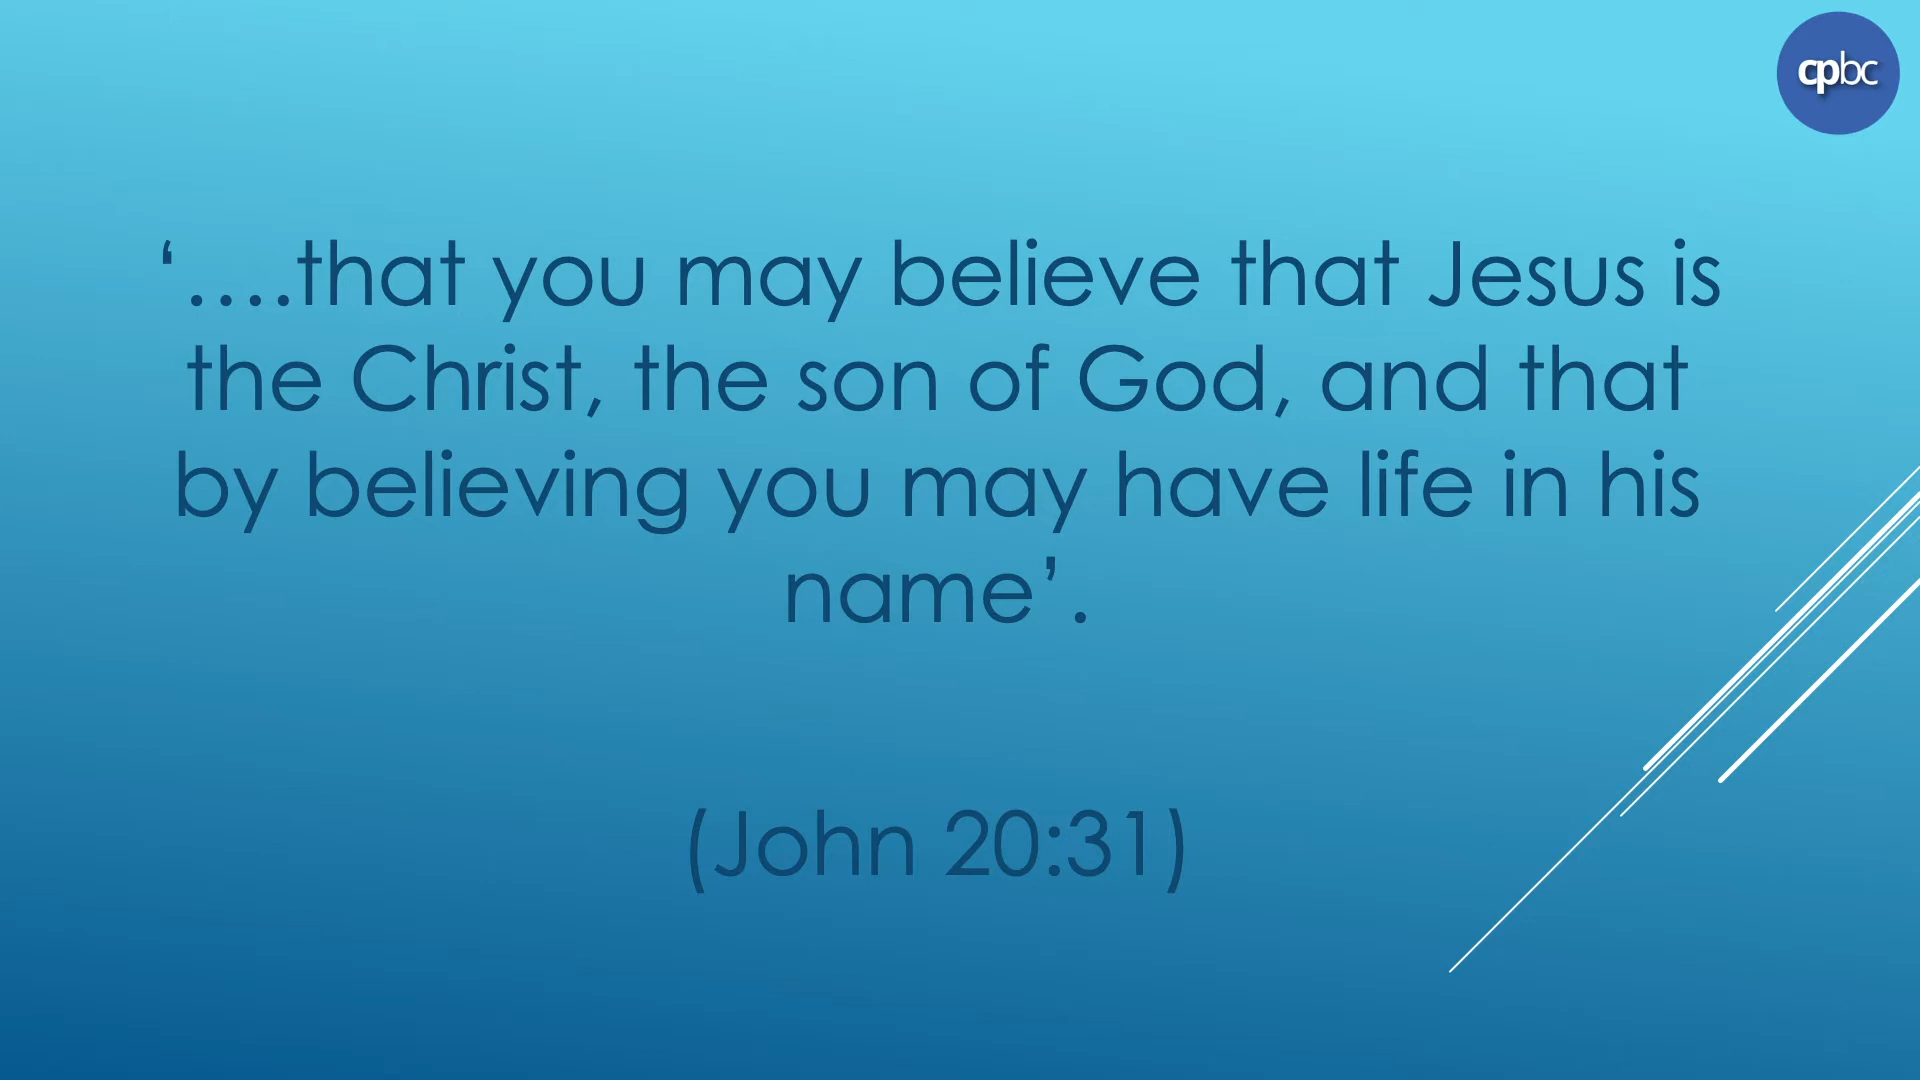 cpbc
‘….that you may believe that Jesus is
the Christ, the son of God, and that
by believing you may have life in his
name’.
(John 20:31)